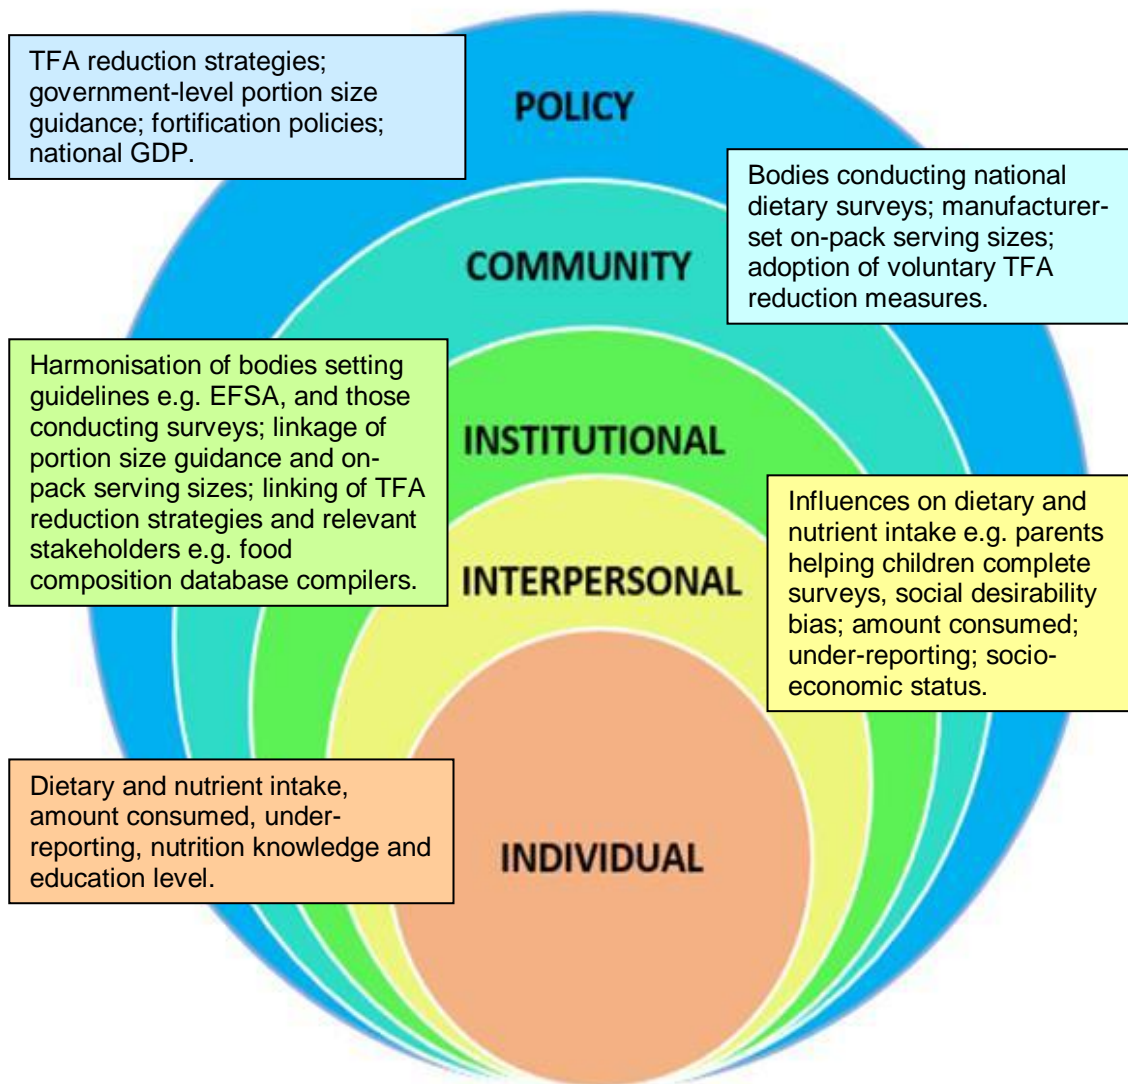 TFA reduction strategies;
government-level portion size
guidance; fortification policies;
national GDP.
POLICY
Bodies conducting national
dietary surveys; manufacturer-
set on-pack serving sizes;
adoption of voluntary TFA
reduction measures.
COMMUNITY
Harmonisation of bodies setting
guidelines e.g. EFSA, and those
conducting surveys; linkage of
portion size guidance and on-
pack serving sizes; linking of TFA
reduction strategies and relevant
stakeholders e.g. food
composition database compilers.
INSTITUTIONAL
Influences on dietary and
nutrient intake e.g. parents
helping children complete
surveys, social desirability
bias; amount consumed;
under-reporting; socio-
economic status.
INTERPERSONAL
Dietary and nutrient intake,
amount consumed, under-
reporting, nutrition knowledge and
education level.
INDIVIDUAL